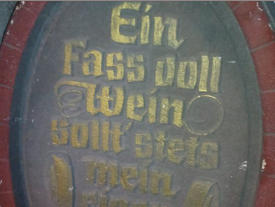 Ein
Fass voll
Wein
sollt' stets
mein